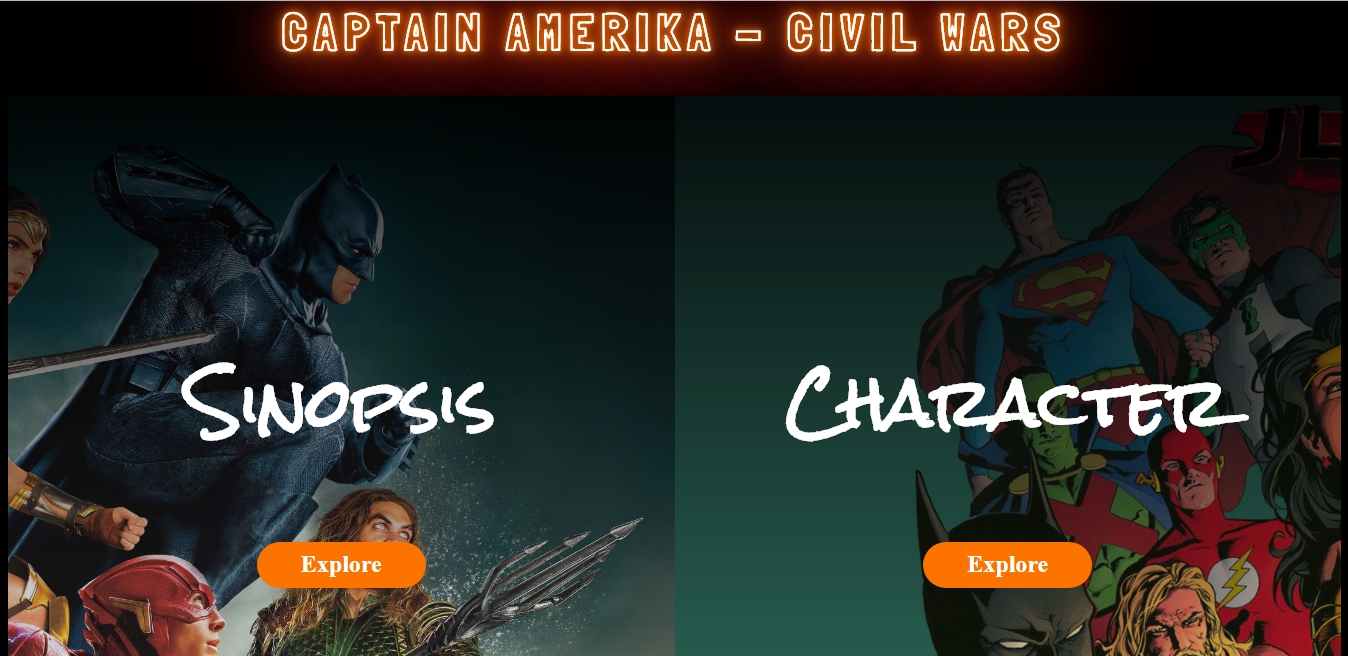 CAPTAIN AMERIKA – CIVIL WARS
SINOPSIS
CHARACTER
Explore
Explore